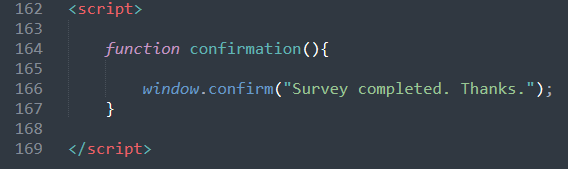 162 <script>
163
164 function confirmation(){
165
166 window.confirm("Survey completed. Thanks.");
167 }
168
169 </script>